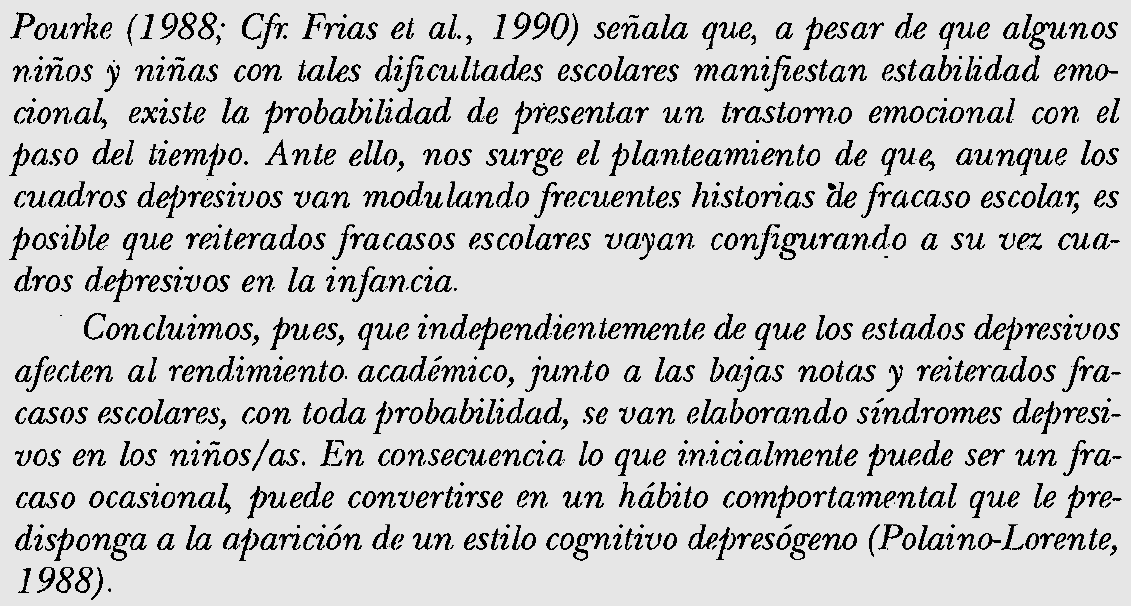 Pourke (1988; Cfr. Frias et al., 1990) señala que, a pesar de que algunos
niños y niñas con tales dificultades escolares manifiestan estabilidad emo-
cional, existe la probabilidad de presentar un trastorno emocional con el
paso del tiempo. Ante ello, nos surge el planteamiento de que, aunque los
cuadros depresivos van modulando frecuentes historias de fracaso escolar, es
posible que reiterados fracasos escolares vayan configurando a su vez cua-
dros depresivos en la infancia.
Concluimos, pues, que independientemente de que los estados depresivos
afecten al rendimiento académico, junto a las bajas notas y reiterados fra-
casos escolares, con toda probabilidad, se van elaborando síndromes depresi-
vos en los niños/as. En consecuencia lo que inicialmente puede ser un fra-
caso ocasional, puede convertirse en un hábito comportamental que le pre-
disponga a la aparición de un estilo cognitivo depresógeno (Polaino-Lorente,
1988).